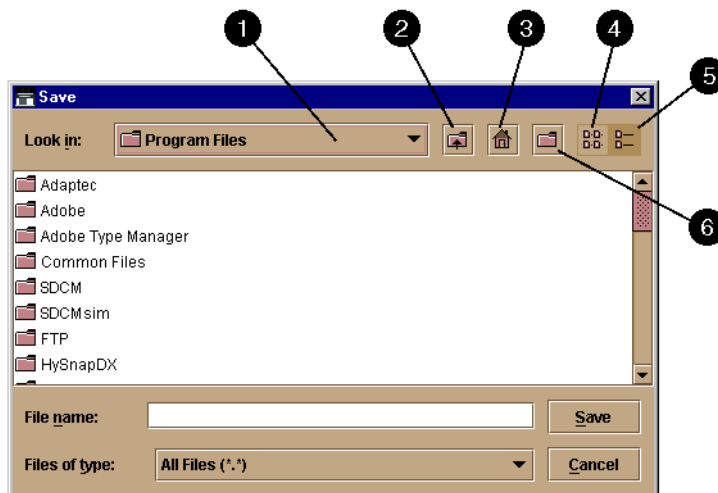 1 2 3 4 5
Save
Look in: Program Files
6
Adaptec
Adobe
Adobe Type Manager
Common Files
SDCM
SDCMsim
FTP
HySnapDX
File name: Save
Files of type: All Files (*.*) Cancel